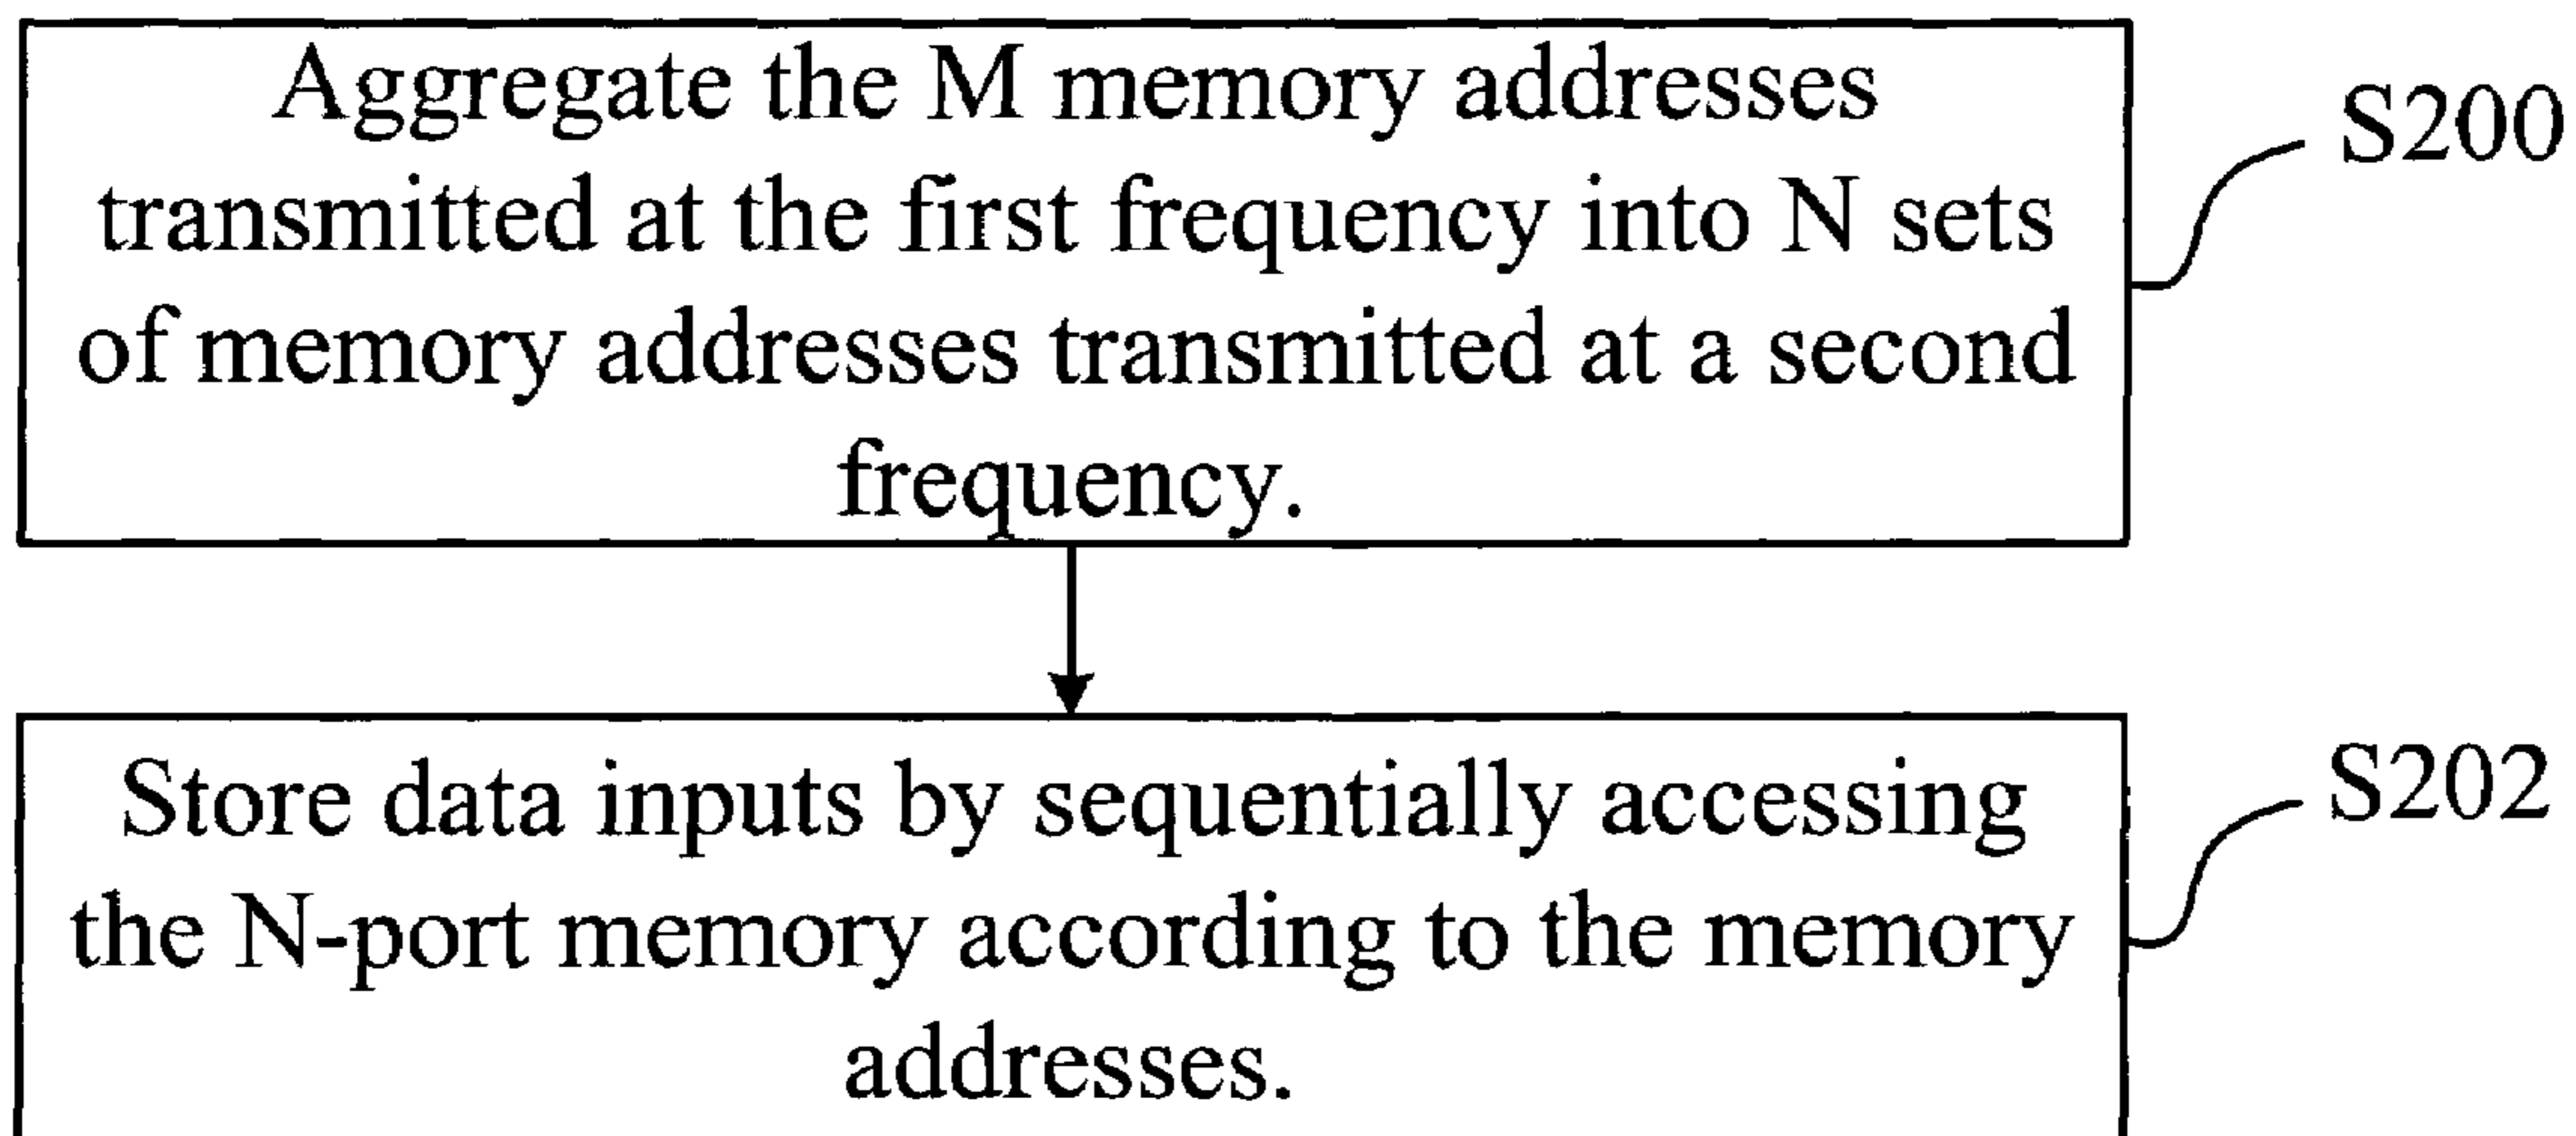 Aggregate the M memory addresses
transmitted at the first frequency into N sets
of memory addresses transmitted at a second
frequency.
S200
Store data inputs by sequentially accessing
the N-port memory according to the memory
addresses.
S202